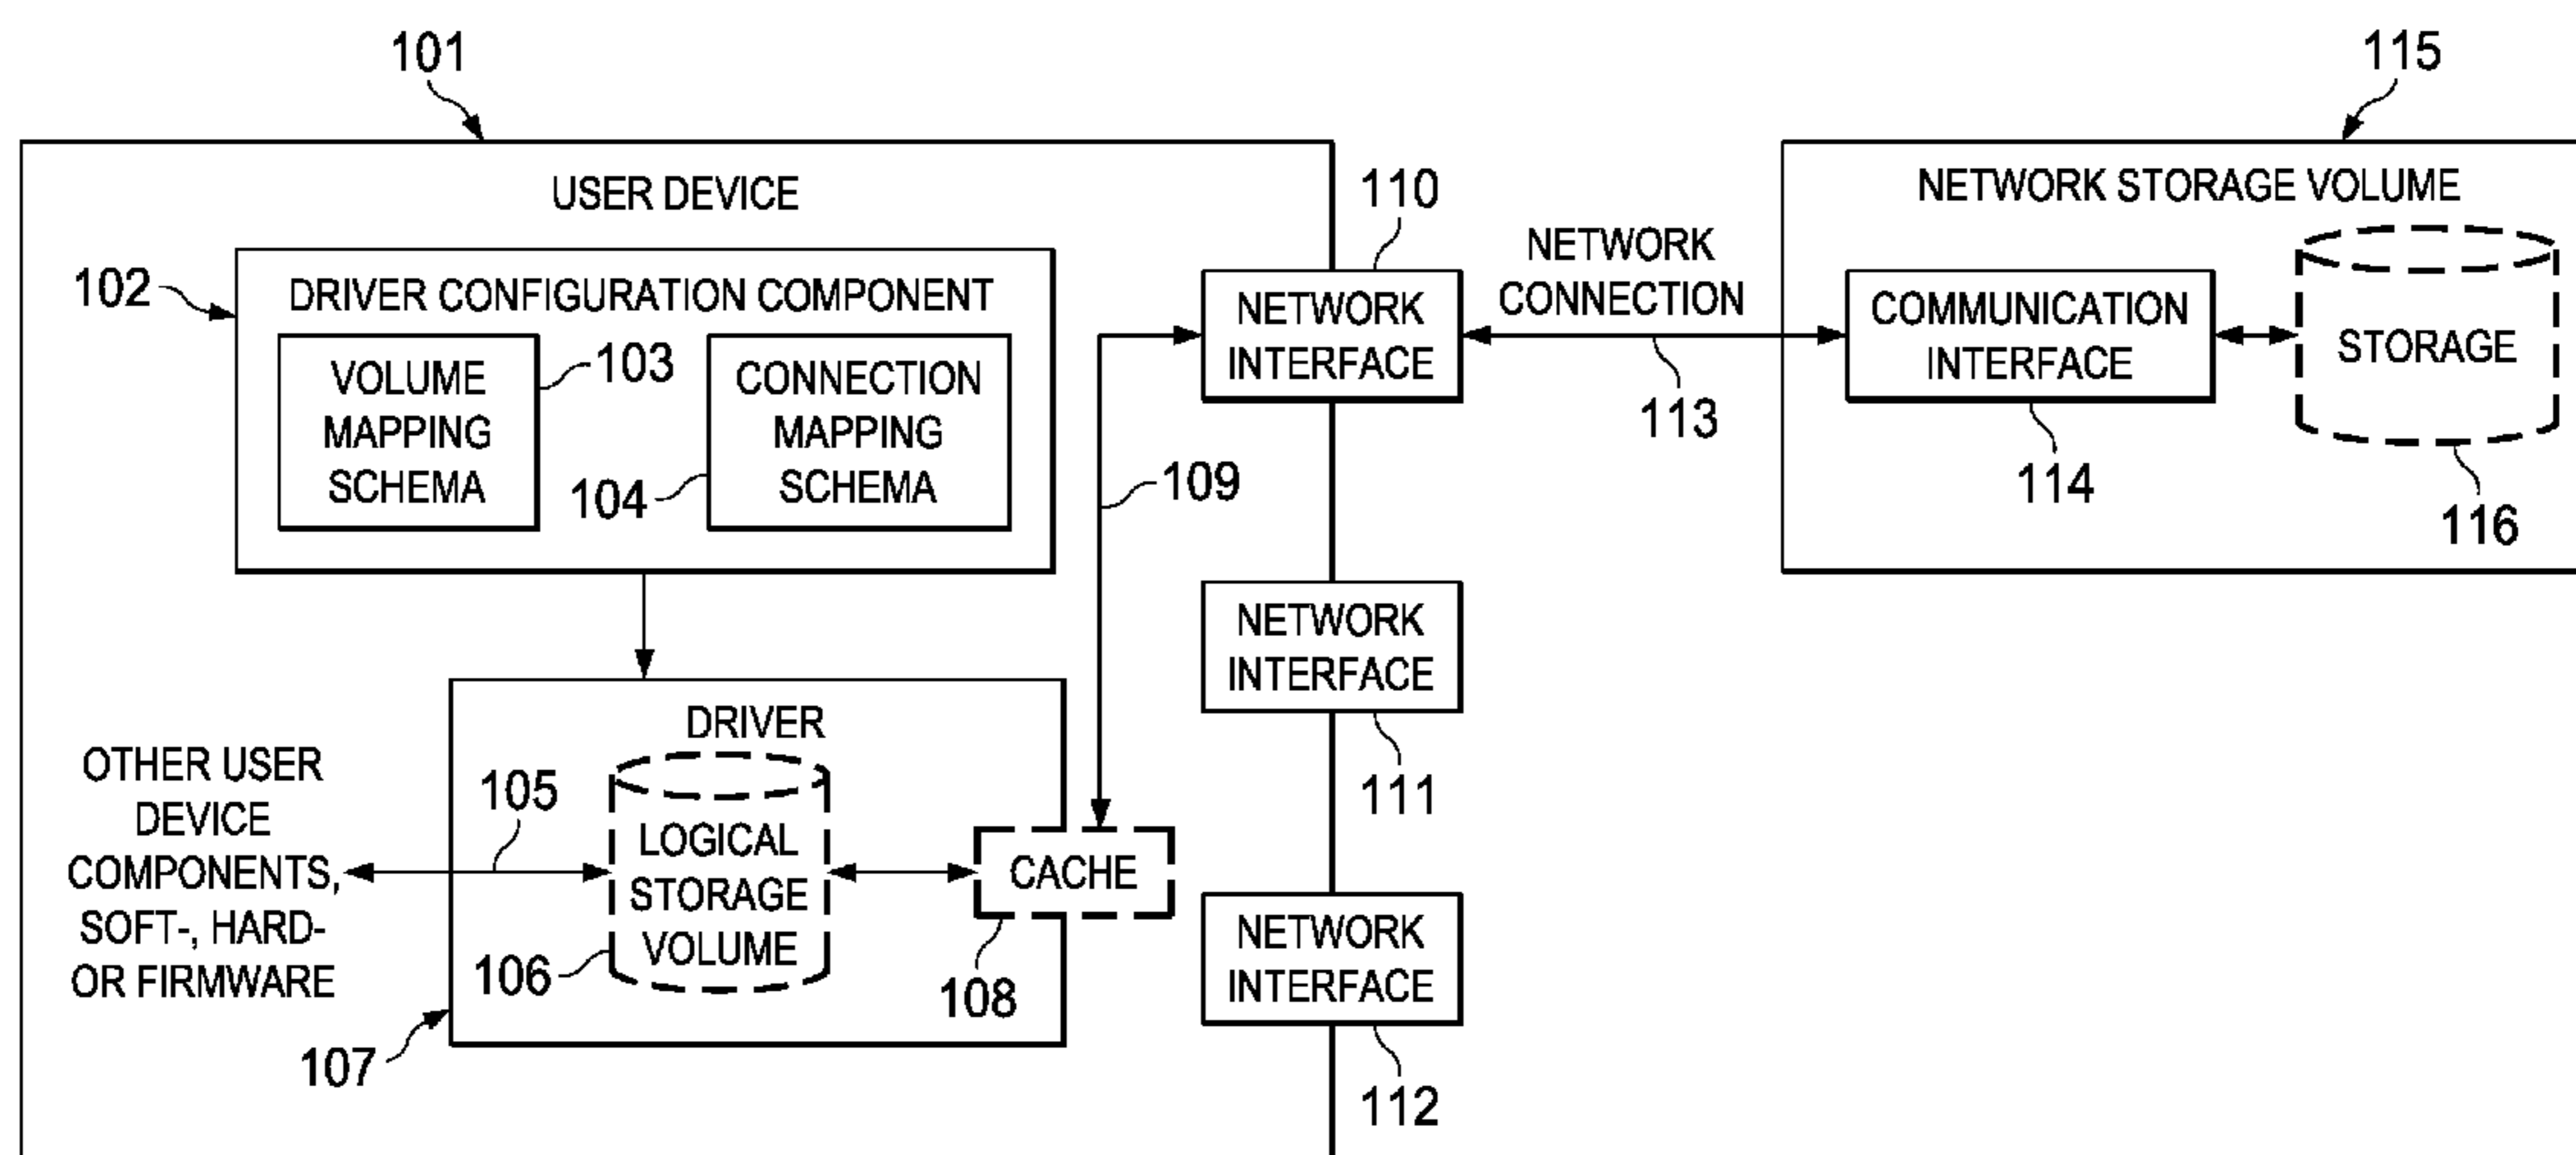 101
115
USER DEVICE
NETWORK STORAGE VOLUME
110
102
DRIVER CONFIGURATION COMPONENT
VOLUME
MAPPING
SCHEMA
103
CONNECTION
MAPPING
SCHEMA
104
NETWORK
INTERFACE
NETWORK
CONNECTION
113
COMMUNICATION
INTERFACE
114
STORAGE
116
109
NETWORK
INTERFACE
111
DRIVER
OTHER USER
DEVICE
COMPONENTS,
SOFT-, HARD-
OR FIRMWARE
105
LOGICAL
STORAGE
VOLUME
106
CACHE
108
107
NETWORK
INTERFACE
112